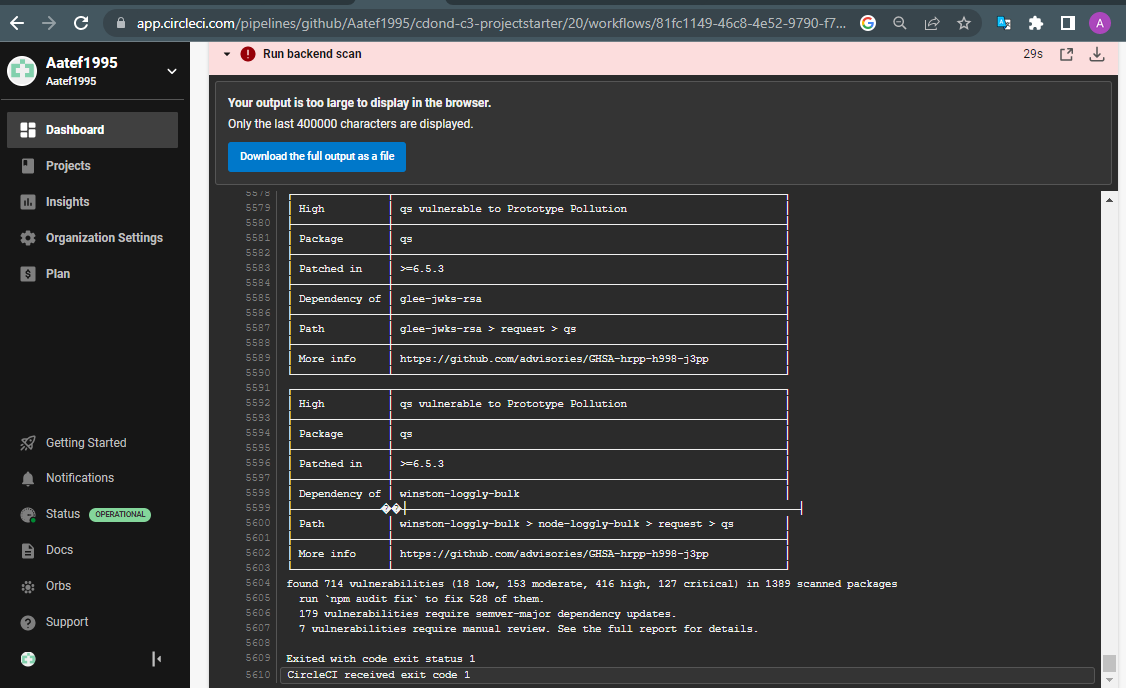 app.circleci.com/pipelines/github/Aatef1995/cdond-c3-projectstarter/20/workflows/81fc1149-46c8-4e52-9790-f7...
A
Aatef1995
Aatef1995
Dashboard
Projects
Insights
Organization Settings
Plan
Getting Started
Notifications
Status OPERATIONAL
Docs
Orbs
Support
Run backend scan 29s
Your output is too large to display in the browser.
Only the last 400000 characters are displayed.
Download the full output as a file
5578
5579 High qs vulnerable to Prototype Pollution
5580
5581 Package qs
5582
5583 Patched in >=6.5.3
5584
5585 Dependency of glee-jwks-rsa
5586
5587 Path glee-jwks-rsa > request > qs
5588
5589 More info https://github.com/advisories/GHSA-hrpp-h998-j3pp
5590
5591
5592 High qs vulnerable to Prototype Pollution
5593
5594 Package qs
5595
5596 Patched in >=6.5.3
5597
5598 Dependency of winston-loggly-bulk
5599 ��
5600 Path winston-loggly-bulk > node-loggly-bulk > request > qs
5601
5602 More info https://github.com/advisories/GHSA-hrpp-h998-j3pp
5603
5604 found 714 vulnerabilities (18 low, 153 moderate, 416 high, 127 critical) in 1389 scanned packages
5605 run `npm audit fix` to fix 528 of them.
5606 179 vulnerabilities require semver-major dependency updates.
5607 7 vulnerabilities require manual review. See the full report for details.
5608
5609 Exited with code exit status 1
5610 CircleCI received exit code 1